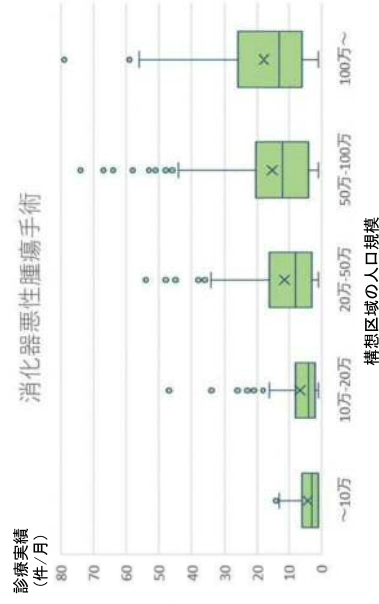 消化器悪性腫瘍手術
診療実績
(件/月)
80
70
60
50
40
30
20
10
0
～10万
10万-20万
20万-50万
50万-100万
100万～
構想区域の人口規模